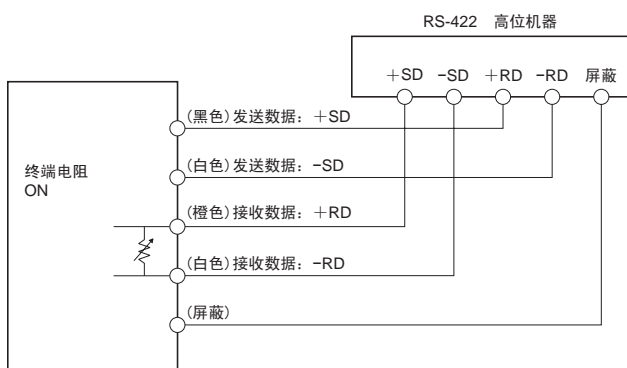 RS-422 高位机器
+SD -SD +RD -RD 屏蔽
(黑色)发送数据：+SD
(白色)发送数据：-SD
终端电阻
ON
(橙色)接收数据：+RD
(白色)接收数据：-RD
(屏蔽)